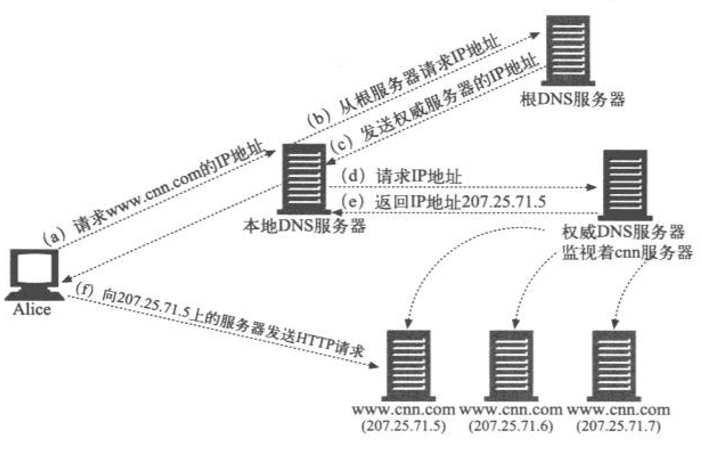 (b) 从根服务器请求IP地址
根DNS服务器
(c) 发送权威服务器的IP地址
(a) 请求www.cnn.com的IP地址
(d) 请求IP地址
(e) 返回IP地址207.25.71.5
本地DNS服务器
权威DNS服务器
监视着cnn服务器
Alice
(f) 向207.25.71.5上的服务器发送HTTP请求
www.cnn.com
(207.25.71.5)
www.cnn.com
(207.25.71.6)
www.cnn.com
(207.25.71.7)